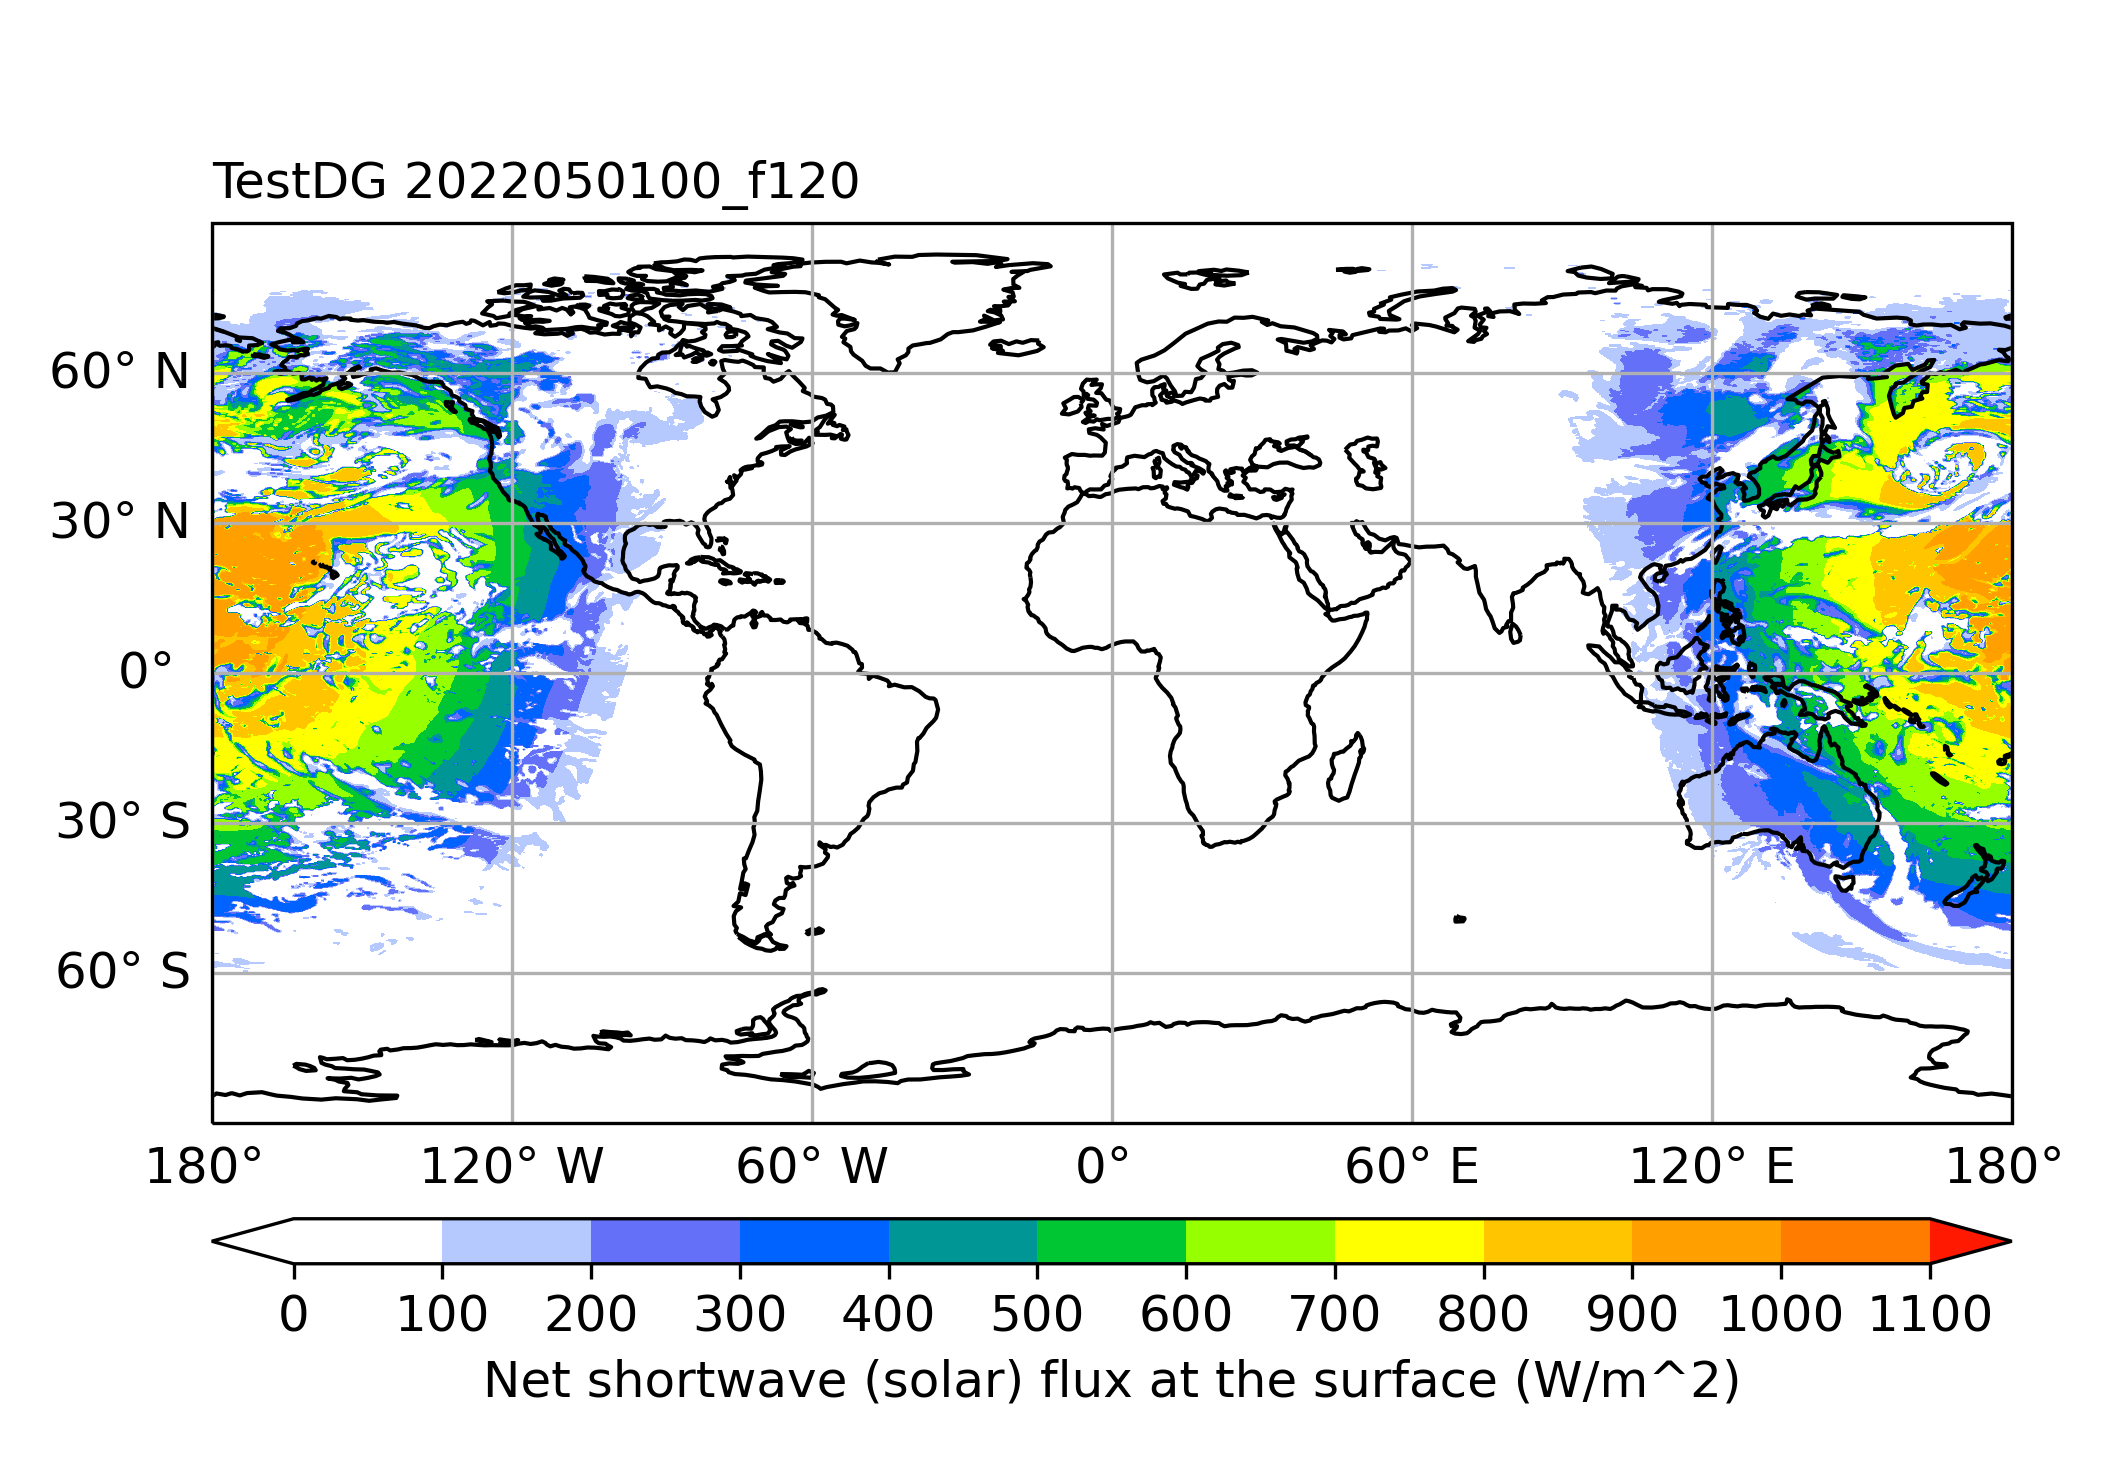 TestDG 2022050100_f120
60° N
30° N
0°
30° S
60° S
180° 120° W 60° W 0° 60° E 120° E 180°
0 100 200 300 400 500 600 700 800 900 1000 1100
Net shortwave (solar) flux at the surface (W/m^2)